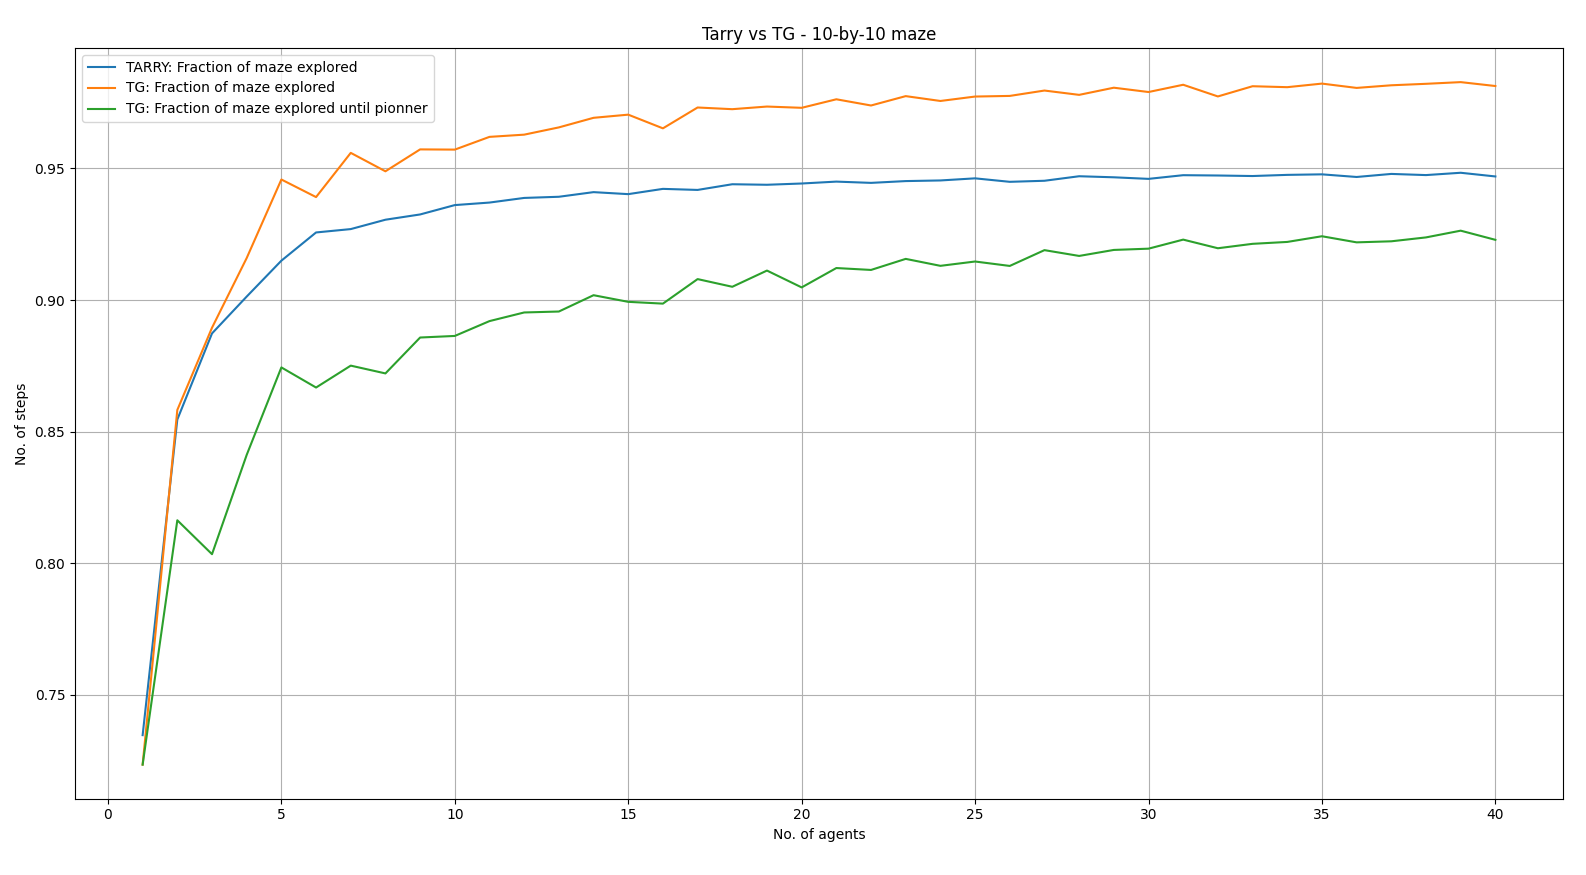 Tarry vs TG - 10-by-10 maze
TARRY: Fraction of maze explored
TG: Fraction of maze explored
TG: Fraction of maze explored until pionner
0.95
0.90
0.85
0.80
0.75
No. of steps
0 5 10 15 20 25 30 35 40
No. of agents